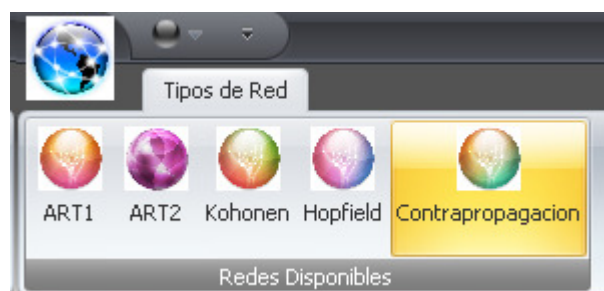 Tipos de Red
ART1 ART2 Kohonen Hopfield Contrapropagacion
Redes Disponibles